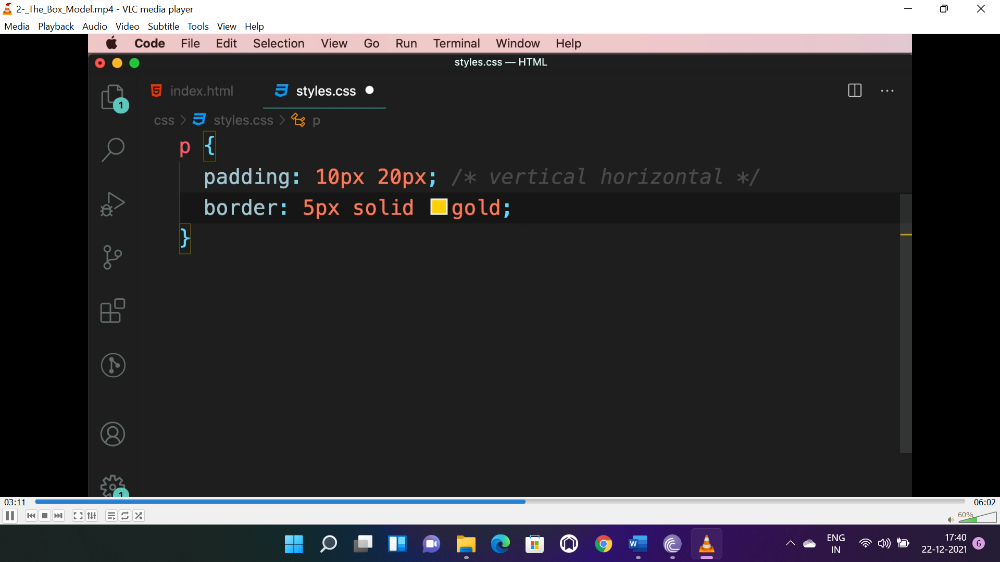 2-_The_Box_Model.mp4 - VLC media player
Media Playback Audio Video Subtitle Tools View Help
Code File Edit Selection View Go Run Terminal Window Help
styles.css — HTML
index.html styles.css
1
css > styles.css > p
p {
padding: 10px 20px; /* vertical horizontal */
border: 5px solid gold;
}
1
03:11 06:02
60%
ENG 17:40
IN 22-12-2021 6